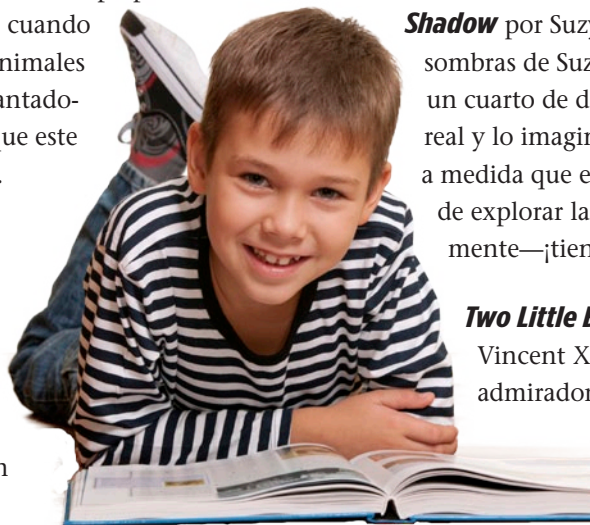 cuando
nimales
antado-
ue este
.
n
Shadow por Suzy
sombras de Suz
un cuarto de d
real y lo imagin
a medida que e
de explorar la
mente—¡tien
Two Little
Vincent X
admirador